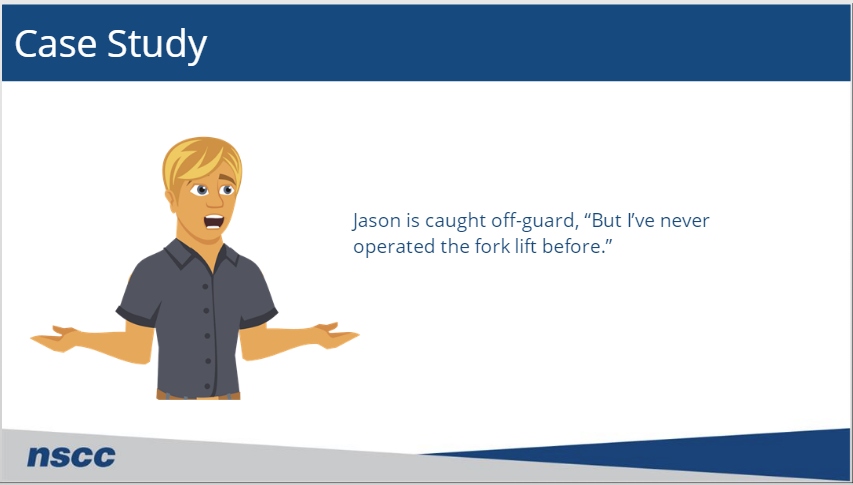 Case Study
Jason is caught off-guard, “But I’ve never
operated the fork lift before.”
nscc